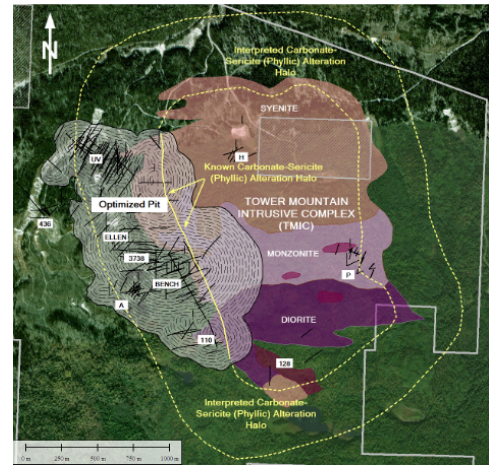 N
Interpreted Carbonate-
Sericite (Phyllic) Alteration
Halo
SYENITE
UV
H
Known Carbonate-Sericite
(Phyllic) Alteration Halo
Optimized Pit
TOWER MOUNTAIN
INTRUSIVE COMPLEX
(TMIC)
436
ELLEN
3738
MONZONITE
BENCH
P
A
DIORITE
110
128
Interpreted Carbonate-
Sericite (Phyllic) Alteration
Halo
0 m 250 m 500 m 750 m 1000 m